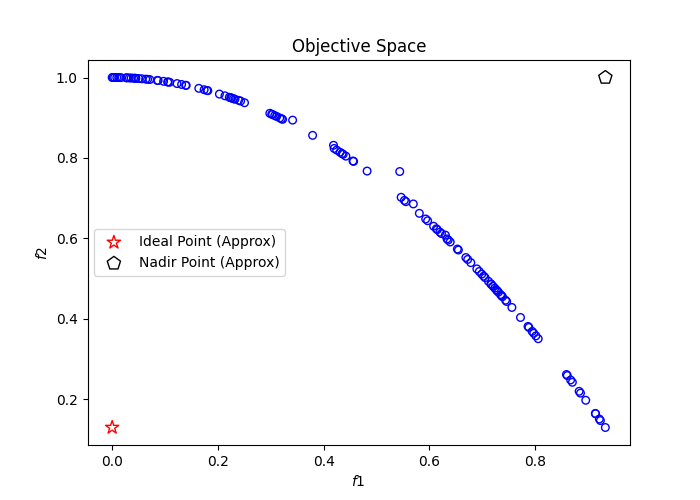 Objective Space
1.0
0.8
0.6
0.4
0.2
f2
Ideal Point (Approx)
Nadir Point (Approx)
0.0 0.2 0.4 0.6 0.8
f1